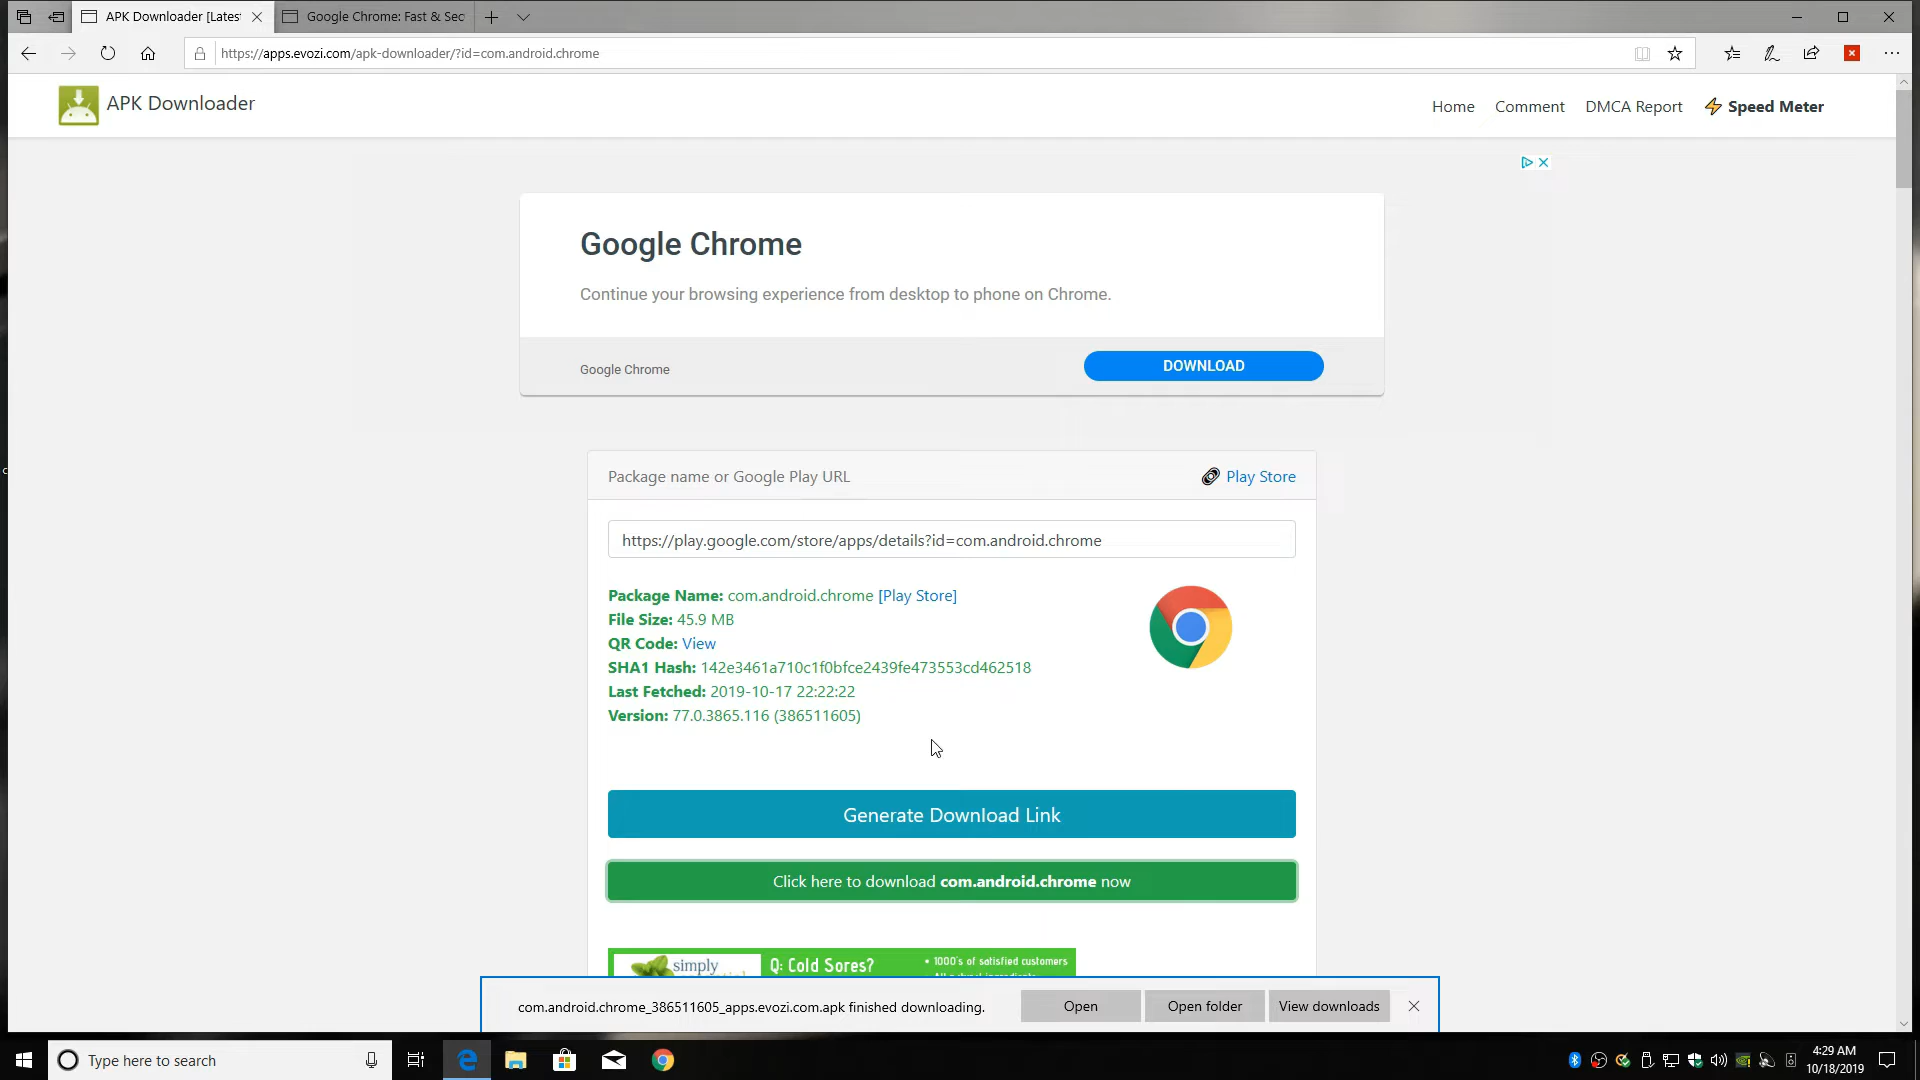 APK Downloader [Latest
Google Chrome: Fast & Sec
https://apps.evozi.com/apk-downloader/?id=com.android.chrome
APK Downloader
Home
Comment
DMCA Report
Speed Meter
Google Chrome
Continue your browsing experience from desktop to phone on Chrome.
Google Chrome
DOWNLOAD
Package name or Google Play URL
Play Store
https://play.google.com/store/apps/details?id=com.android.chrome
Package Name: com.android.chrome [Play Store]
File Size: 45.9 MB
QR Code: View
SHA1 Hash: 142e3461a710c1f0bfce2439fe473553cd462518
Last Fetched: 2019-10-17 22:22:22
Version: 77.0.3865.116 (386511605)
Generate Download Link
Click here to download com.android.chrome now
simply
Q: Cold Sores?
• 1000's of satisfied customers
com.android.chrome_386511605_apps.evozi.com.apk finished downloading.
Open
Open folder
View downloads
Type here to search
4:29 AM
10/18/2019